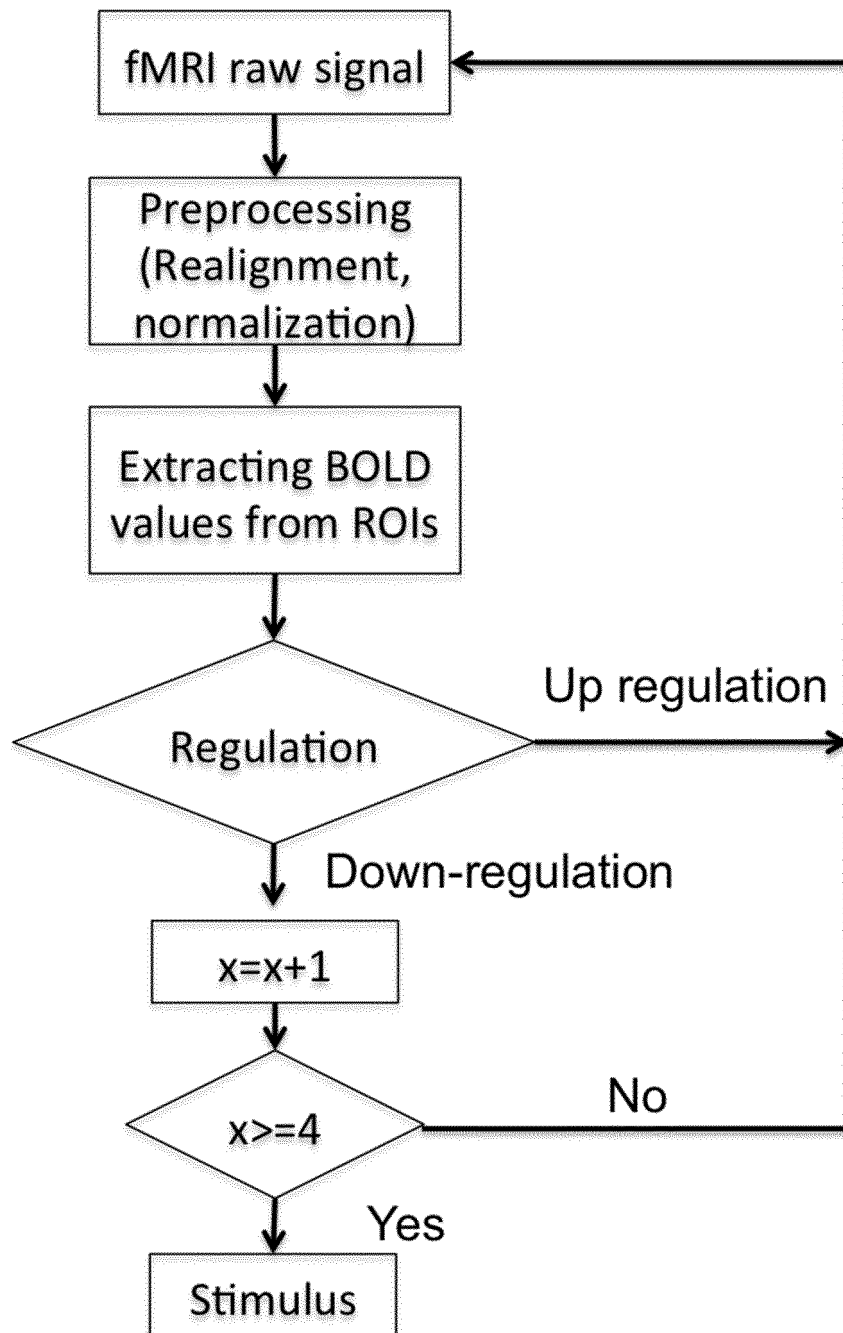 fMRI raw signal
Preprocessing
(Realignment,
normalization)
Extracting BOLD
values from ROIs
Up regulation
Regulation
Down-regulation
x=x+1
No
x>=4
Yes
Stimulus